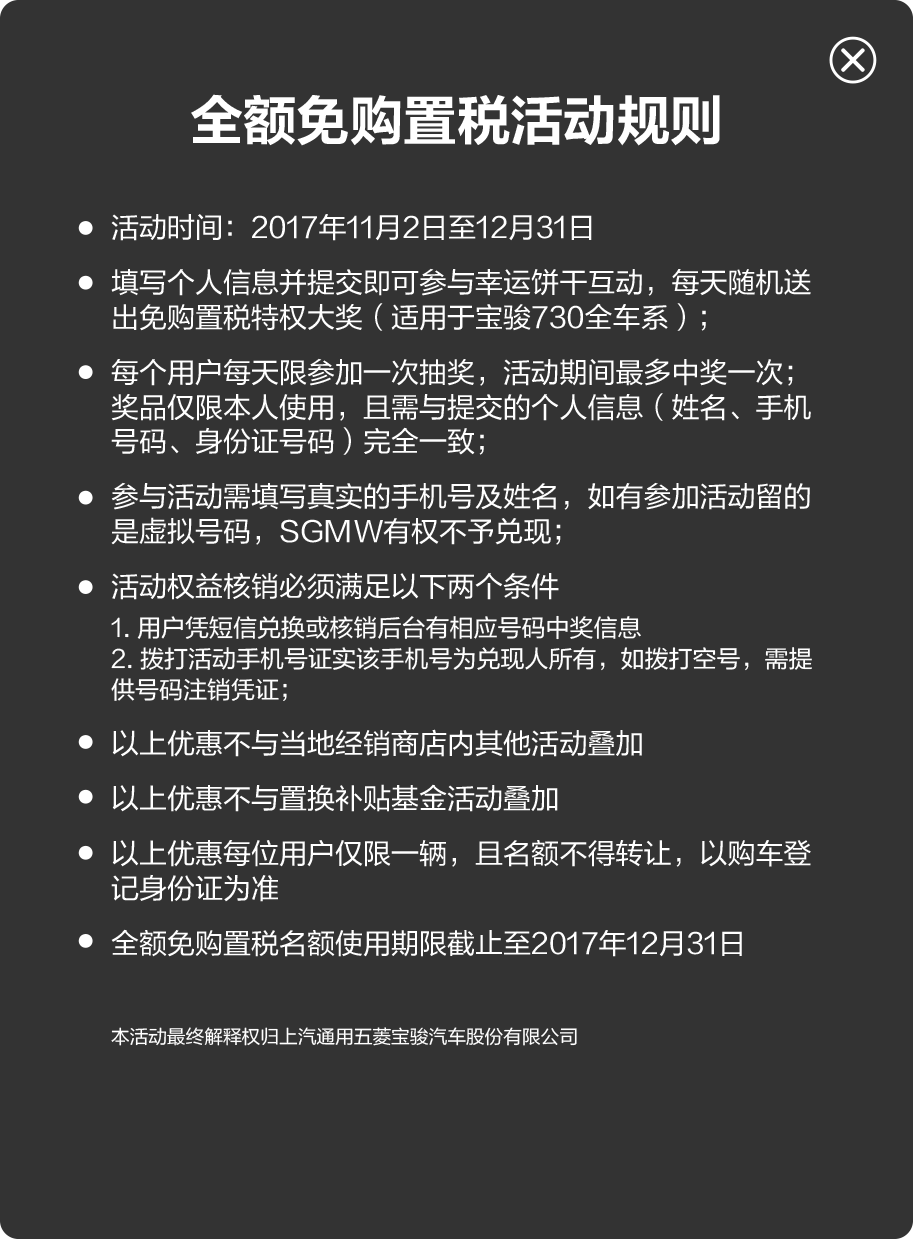 全额免购置税活动规则
● 活动时间：2017年11月2日至12月31日
● 填写个人信息并提交即可参与幸运饼干互动，每天随机送
出免购置税特权大奖（适用于宝骏730全车系）；
● 每个用户每天限参加一次抽奖，活动期间最多中奖一次；
奖品仅限本人使用，且需与提交的个人信息（姓名、手机
号码、身份证号码）完全一致；
● 参与活动需填写真实的手机号及姓名，如有参加活动留的
是虚拟号码，SGMW有权不予兑现；
● 活动权益核销必须满足以下两个条件
1. 用户凭短信兑换或核销后台有相应号码中奖信息
2. 拨打活动手机号证实该手机号为兑现人所有，如拨打空号，需提
供号码注销凭证；
● 以上优惠不与当地经销商店内其他活动叠加
● 以上优惠不与置换补贴基金活动叠加
● 以上优惠每位用户仅限一辆，且名额不得转让，以购车登
记身份证为准
● 全额免购置税名额使用期限截止至2017年12月31日
本活动最终解释权归上汽通用五菱宝骏汽车股份有限公司